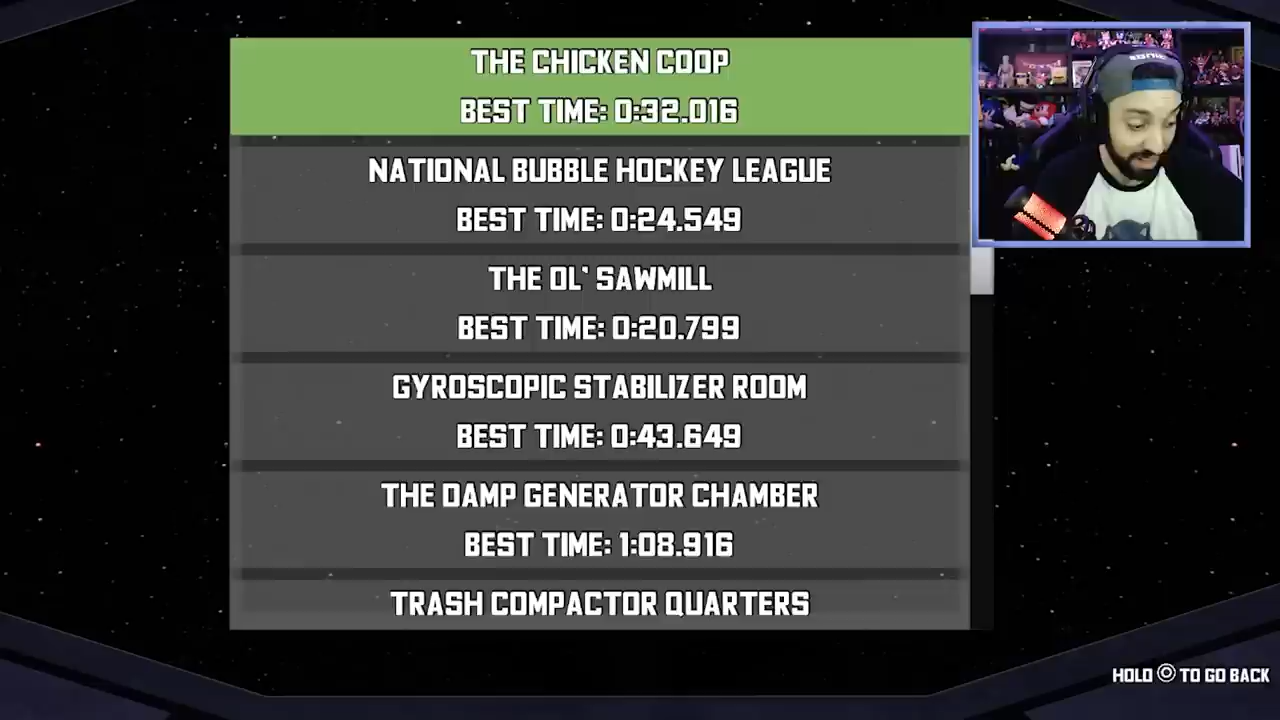 THE CHICKEN COOP
BEST TIME: 0:32.016
NATIONAL BUBBLE HOCKEY LEAGUE
BEST TIME: 0:24.549
THE OL' SAWMILL
BEST TIME: 0:20.799
GYROSCOPIC STABILIZER ROOM
BEST TIME: 0:43.649
THE DAMP GENERATOR CHAMBER
BEST TIME: 1:08.916
TRASH COMPACTOR QUARTERS
HOLD TO GO BACK